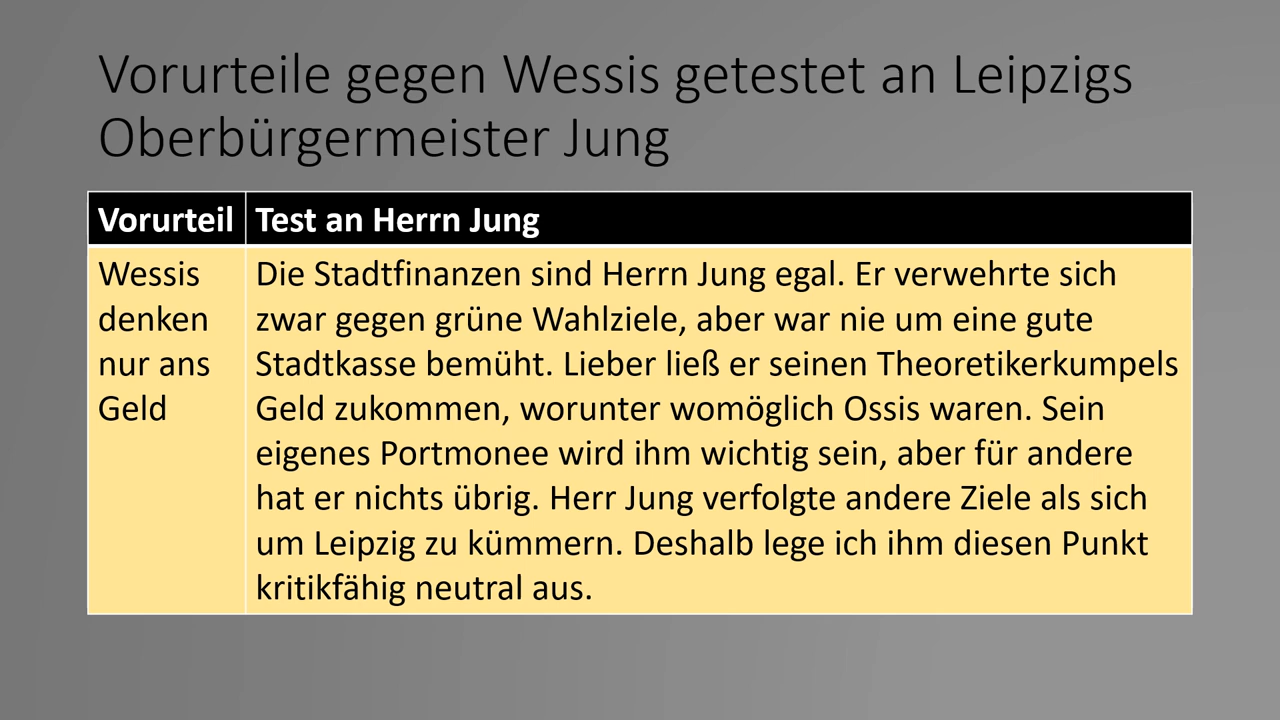 Vorurteile gegen Wessis getestet an Leipzigs
Oberbürgermeister Jung
Vorurteil
Test an Herrn Jung
Wessis
denken
nur ans
Geld
Die Stadtfinanzen sind Herrn Jung egal. Er verwehrte sich
zwar gegen grüne Wahlziele, aber war nie um eine gute
Stadtkasse bemüht. Lieber ließ er seinen Theoretikerkumpels
Geld zukommen, worunter womöglich Ossis waren. Sein
eigenes Portmonee wird ihm wichtig sein, aber für andere
hat er nichts übrig. Herr Jung verfolgte andere Ziele als sich
um Leipzig zu kümmern. Deshalb lege ich ihm diesen Punkt
kritikfähig neutral aus.